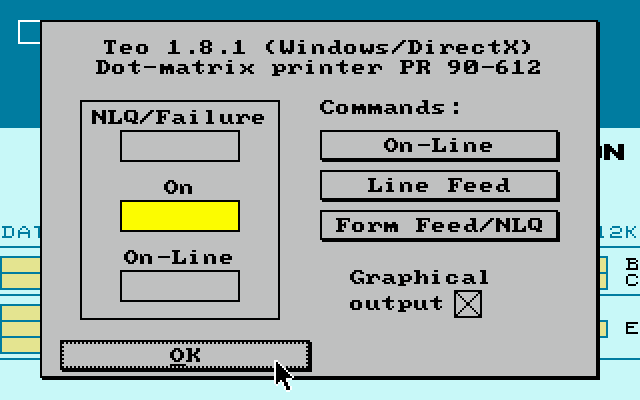 Teo 1.8.1 (Windows/DirectX)
Dot-matrix printer PR 90-612
NLQ/Failure
On
On-Line
Commands:
On-Line
Line Feed
Form Feed/NLQ
Graphical
output
OK
DAT
ON
12K
B
C
E